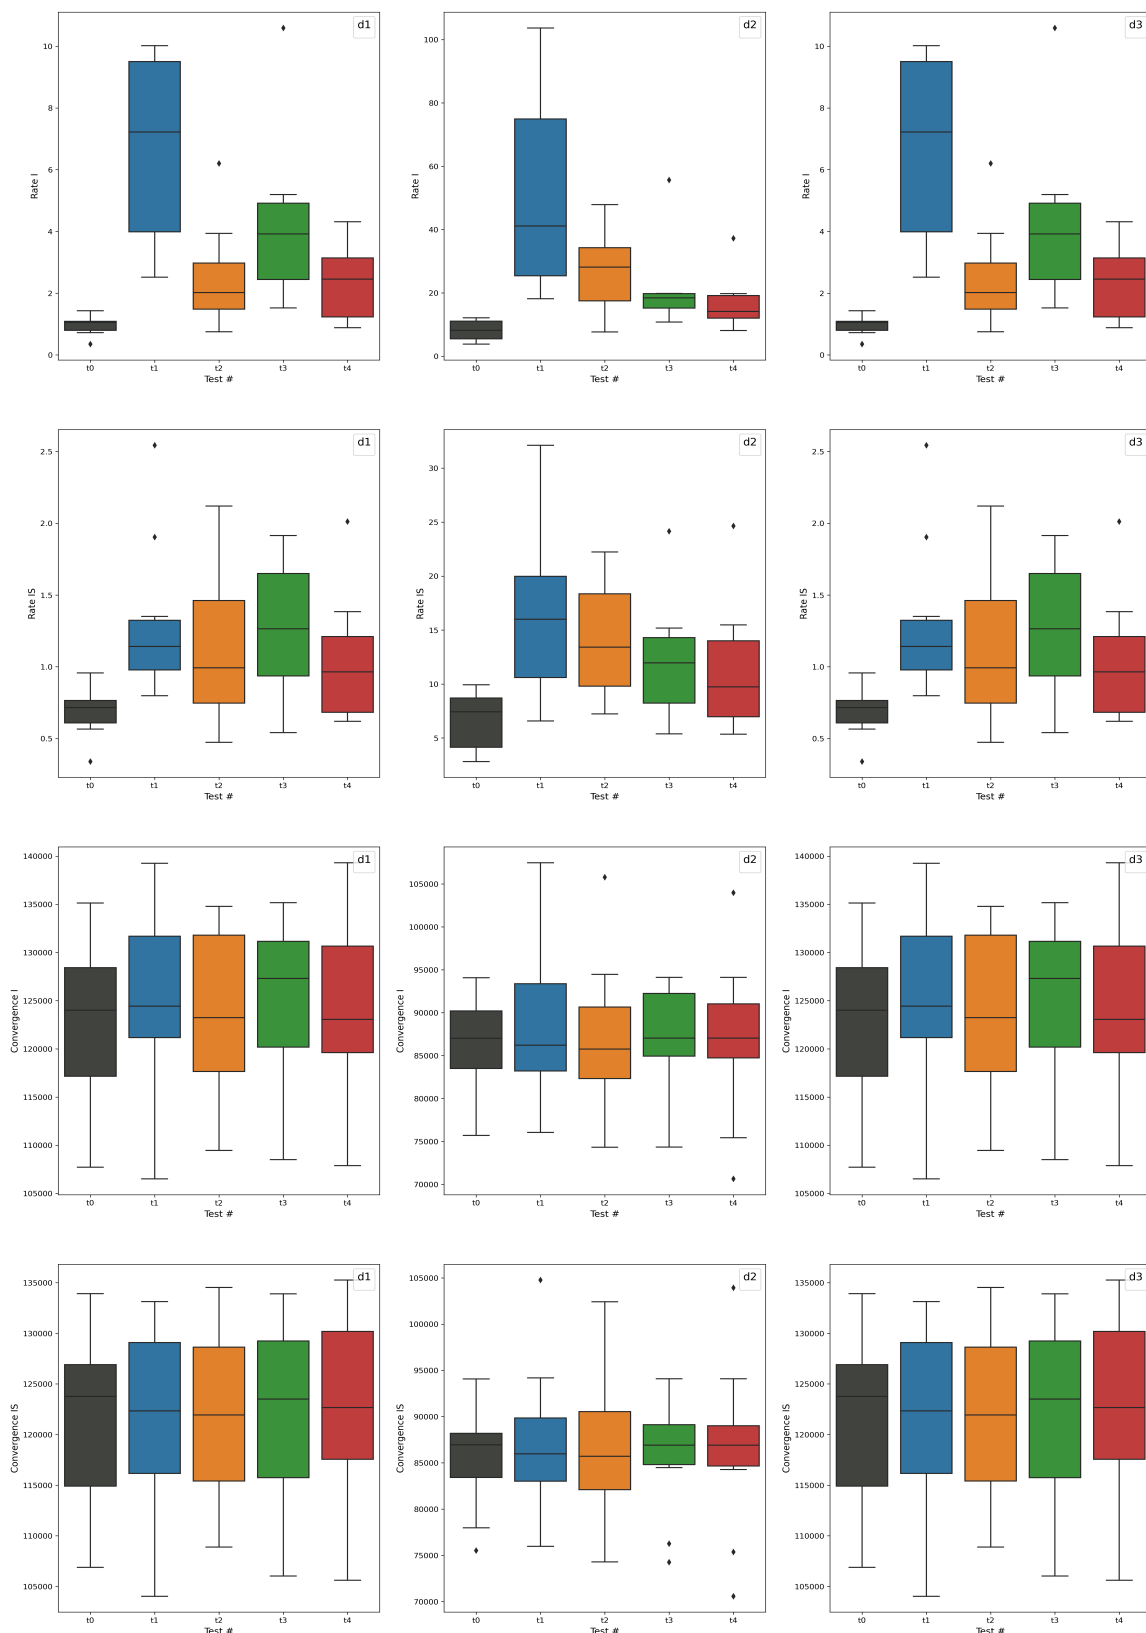 d1
10
8
6
4
2
0
Rate I
t0 t1 t2 t3 t4
Test #
d2
100
80
60
40
20
0
Rate I
t0 t1 t2 t3 t4
Test #
d3
10
8
6
4
2
0
Rate I
t0 t1 t2 t3 t4
Test #
d1
2.5
2.0
1.5
1.0
0.5
Rate IS
t0 t1 t2 t3 t4
Test #
d2
30
25
20
15
10
5
Rate IS
t0 t1 t2 t3 t4
Test #
d3
2.5
2.0
1.5
1.0
0.5
Rate IS
t0 t1 t2 t3 t4
Test #
d1
140000
135000
130000
125000
120000
115000
110000
105000
Convergence I
t0 t1 t2 t3 t4
Test #
d2
105000
100000
95000
90000
85000
80000
75000
70000
Convergence I
t0 t1 t2 t3 t4
Test #
d3
140000
135000
130000
125000
120000
115000
110000
105000
Convergence I
t0 t1 t2 t3 t4
Test #
d1
135000
130000
125000
120000
115000
110000
105000
Convergence IS
t0 t1 t2 t3 t4
Test #
d2
105000
100000
95000
90000
85000
80000
75000
70000
Convergence IS
t0 t1 t2 t3 t4
Test #
d3
135000
130000
125000
120000
115000
110000
105000
Convergence IS
t0 t1 t2 t3 t4
Test #